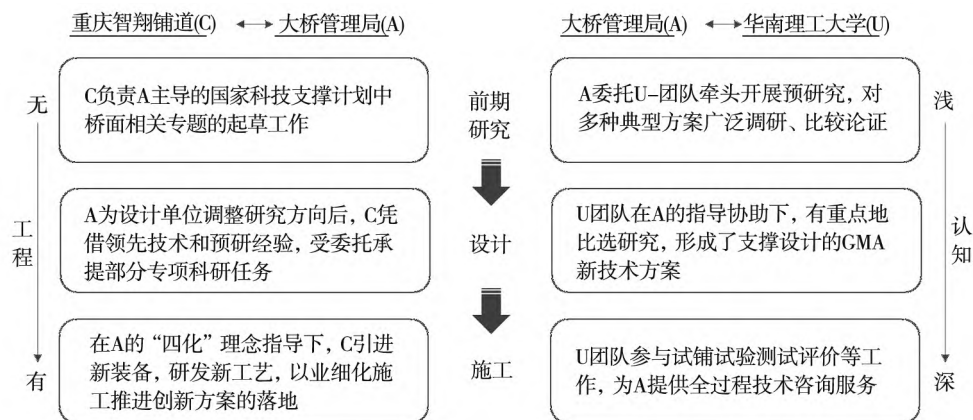 重庆智翔铺道(C) ⟷ 大桥管理局(A)
大桥管理局(A) ⟷ 华南理工大学(U)
无
工程
有
C负责A主导的国家科技支撑计划中
桥面相关专题的起草工作
A为设计单位调整研究方向后，C凭
借领先技术和预研经验，受委托承
提部分专项科研任务
在A的“四化”理念指导下，C引进
新装备，研发新工艺，以业细化施
工推进创新方案的落地
前期
研究
设计
施工
A委托U-团队牵头开展预研究，对
多种典型方案广泛调研、比较论证
U团队在A的指导协助下，有重点地
比选研究，形成了支撑设计的GMA
新技术方案
U团队参与试铺试验测试评价等工
作，为A提供全过程技术咨询服务
浅
认知
深